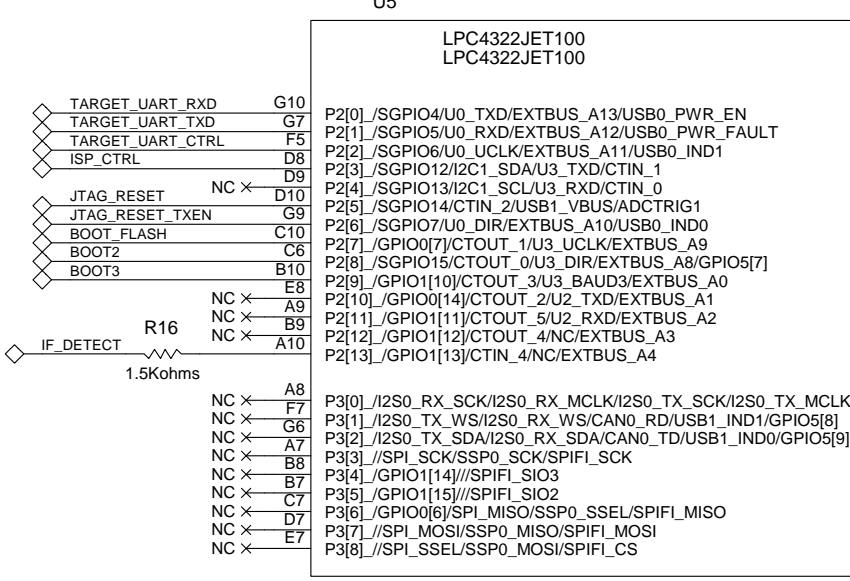 U5
LPC4322JET100
LPC4322JET100
TARGET_UART_RXD G10 P2[0]_/SGPIO4/U0_TXD/EXTBUS_A13/USB0_PWR_EN
TARGET_UART_TXD G7 P2[1]_/SGPIO5/U0_RXD/EXTBUS_A12/USB0_PWR_FAULT
TARGET_UART_CTRL F5 P2[2]_/SGPIO6/U0_UCLK/EXTBUS_A11/USB0_IND1
ISP_CTRL D8 P2[3]_/SGPIO12/I2C1_SDA/U3_TXD/CTIN_1
NC D9 P2[4]_/SGPIO13/I2C1_SCL/U3_RXD/CTIN_0
JTAG_RESET D10 P2[5]_/SGPIO14/CTIN_2/USB1_VBUS/ADCTRIG1
JTAG_RESET_TXEN G9 P2[6]_/SGPIO7/U0_DIR/EXTBUS_A10/USB0_IND0
BOOT_FLASH C10 P2[7]_/GPIO0[7]/CTOUT_1/U3_UCLK/EXTBUS_A9
BOOT2 C6 P2[8]_/SGPIO15/CTOUT_0/U3_DIR/EXTBUS_A8/GPIO5[7]
BOOT3 B10 P2[9]_/GPIO1[10]/CTOUT_3/U3_BAUD3/EXTBUS_A0
NC E8 P2[10]_/GPIO0[14]/CTOUT_2/U2_TXD/EXTBUS_A1
NC A9 P2[11]_/GPIO1[11]/CTOUT_5/U2_RXD/EXTBUS_A2
NC B9 P2[12]_/GPIO1[12]/CTOUT_4/NC/EXTBUS_A3
IF_DETECT R16 A10 P2[13]_/GPIO1[13]/CTIN_4/NC/EXTBUS_A4
1.5Kohms
NC A8 P3[0]_/I2S0_RX_SCK/I2S0_RX_MCLK/I2S0_TX_SCK/I2S0_TX_MCLK
NC F7 P3[1]_/I2S0_TX_WS/I2S0_RX_WS/CAN0_RD/USB1_IND1/GPIO5[8]
NC G6 P3[2]_/I2S0_TX_SDA/I2S0_RX_SDA/CAN0_TD/USB1_IND0/GPIO5[9]
NC A7 P3[3]_//SPI_SCK/SSP0_SCK/SPIFI_SCK
NC B8 P3[4]_/GPIO1[14]///SPIFI_SIO3
NC B7 P3[5]_/GPIO1[15]///SPIFI_SIO2
NC C7 P3[6]_/GPIO0[6]/SPI_MISO/SSP0_SSEL/SPIFI_MISO
NC D7 P3[7]_//SPI_MOSI/SSP0_MISO/SPIFI_MOSI
NC E7 P3[8]_//SPI_SSEL/SSP0_MOSI/SPIFI_CS